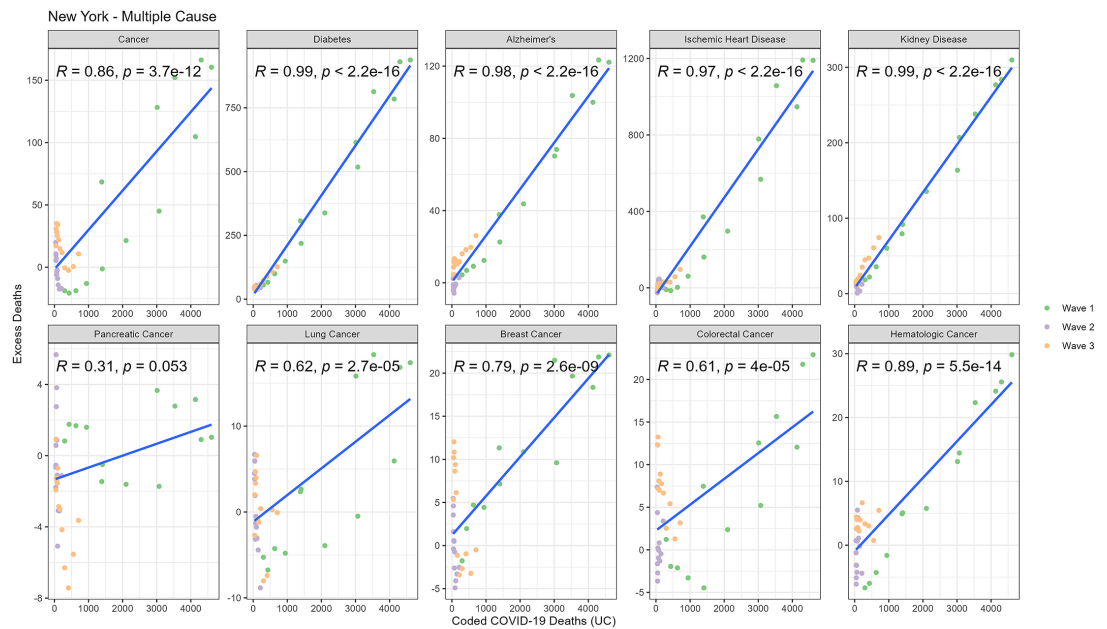 New York - Multiple Cause
Cancer
Diabetes
Alzheimer's
Ischemic Heart Disease
Kidney Disease
R = 0.86, p = 3.7e-12
R = 0.99, p < 2.2e-16
R = 0.98, p < 2.2e-16
R = 0.97, p < 2.2e-16
R = 0.99, p < 2.2e-16
150
100
50
0
750
500
250
0
120
80
40
0
1200
800
400
0
300
200
100
0
0 1000 2000 3000 4000
0 1000 2000 3000 4000
0 1000 2000 3000 4000
0 1000 2000 3000 4000
0 1000 2000 3000 4000
Excess Deaths
Pancreatic Cancer
Lung Cancer
Breast Cancer
Colorectal Cancer
Hematologic Cancer
R = 0.31, p = 0.053
R = 0.62, p = 2.7e-05
R = 0.79, p = 2.6e-09
R = 0.61, p = 4e-05
R = 0.89, p = 5.5e-14
4
0
-4
-8
10
0
-10
20
15
10
5
0
-5
20
15
10
5
0
-5
30
20
10
0
0 1000 2000 3000 4000
0 1000 2000 3000 4000
0 1000 2000 3000 4000
0 1000 2000 3000 4000
0 1000 2000 3000 4000
Coded COVID-19 Deaths (UC)
Wave 1
Wave 2
Wave 3